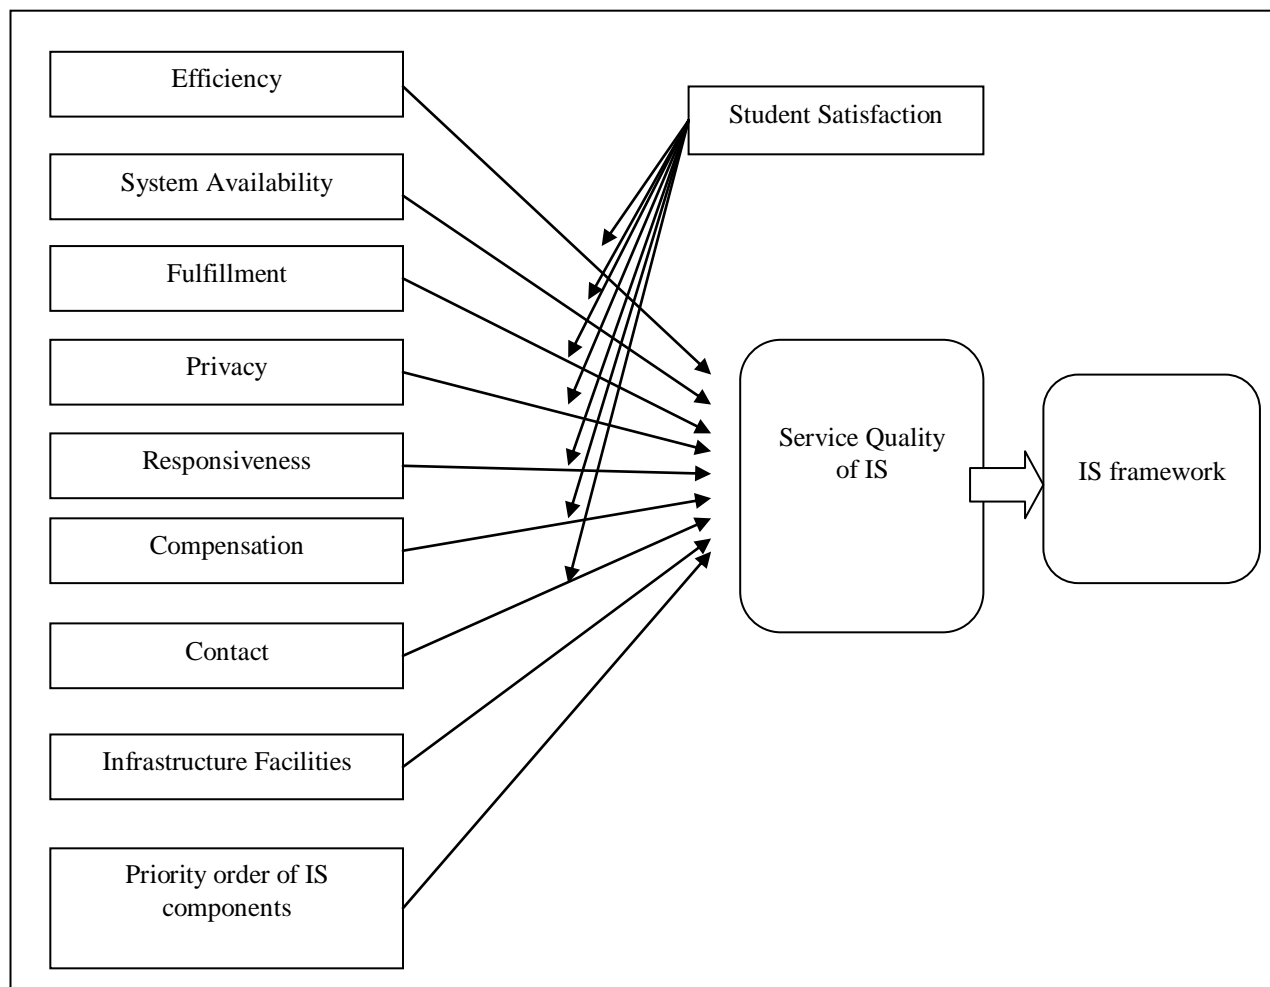 Efficiency
Student Satisfaction
System Availability
Fulfillment
Privacy
Responsiveness
Compensation
Contact
Infrastructure Facilities
Priority order of IS
components
Service Quality
of IS
IS framework